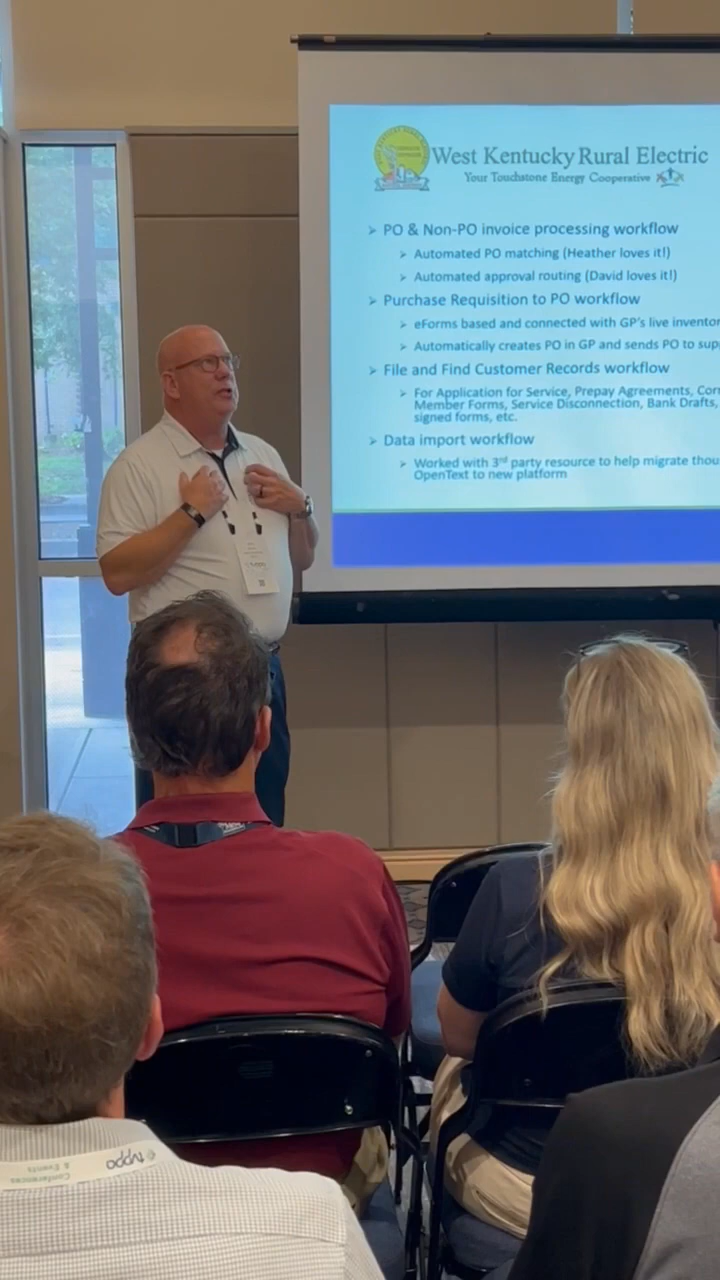 West Kentucky Rural Electric
Your Touchstone Energy Cooperative
➢ PO & Non-PO invoice processing workflow
➢ Automated PO matching (Heather loves it!)
➢ Automated approval routing (David loves it!)
➢ Purchase Requisition to PO workflow
➢ eForms based and connected with GP's live inventor
➢ Automatically creates PO in GP and sends PO to sup
➢ File and Find Customer Records workflow
➢ For Application for Service, Prepay Agreements, Cor
Member Forms, Service Disconnection, Bank Drafts,
signed forms, etc.
➢ Data import workflow
➢ Worked with 3rd party resource to help migrate thou
OpenText to new platform
tvppa
Conferences
& Events